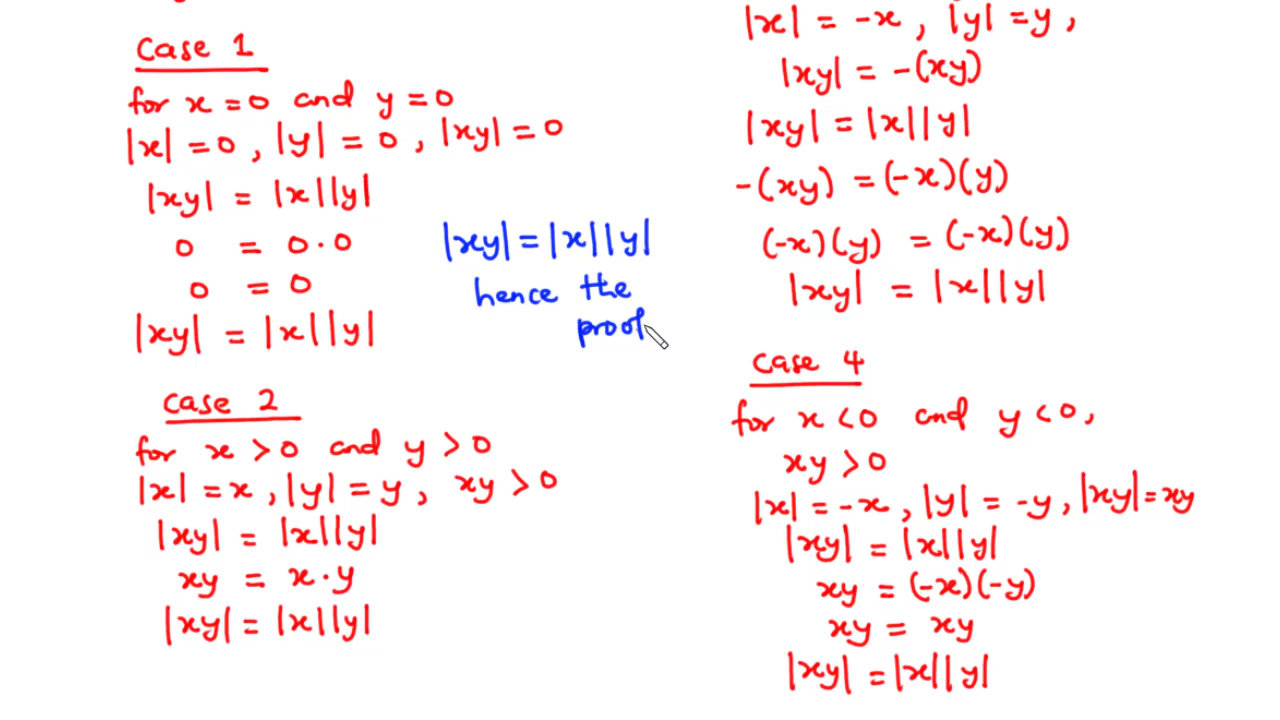 Case 1
for x = 0 and y = 0
|x| = 0, |y| = 0, |xy| = 0
|xy| = |x||y|
0 = 0·0
0 = 0
|xy| = |x||y|
Case 2
for x > 0 and y > 0
|x| = x, |y| = y, xy > 0
|xy| = |x||y|
xy = x·y
|xy| = |x||y|
|xy| = |x||y|
hence the
proof
|x| = -x, |y| = y,
|xy| = -(xy)
|xy| = |x||y|
-(xy) = (-x)(y)
(-x)(y) = (-x)(y)
|xy| = |x||y|
Case 4
for x < 0 and y < 0,
xy > 0
|x| = -x, |y| = -y, |xy| = xy
|xy| = |x||y|
xy = (-x)(-y)
xy = xy
|xy| = |x||y|